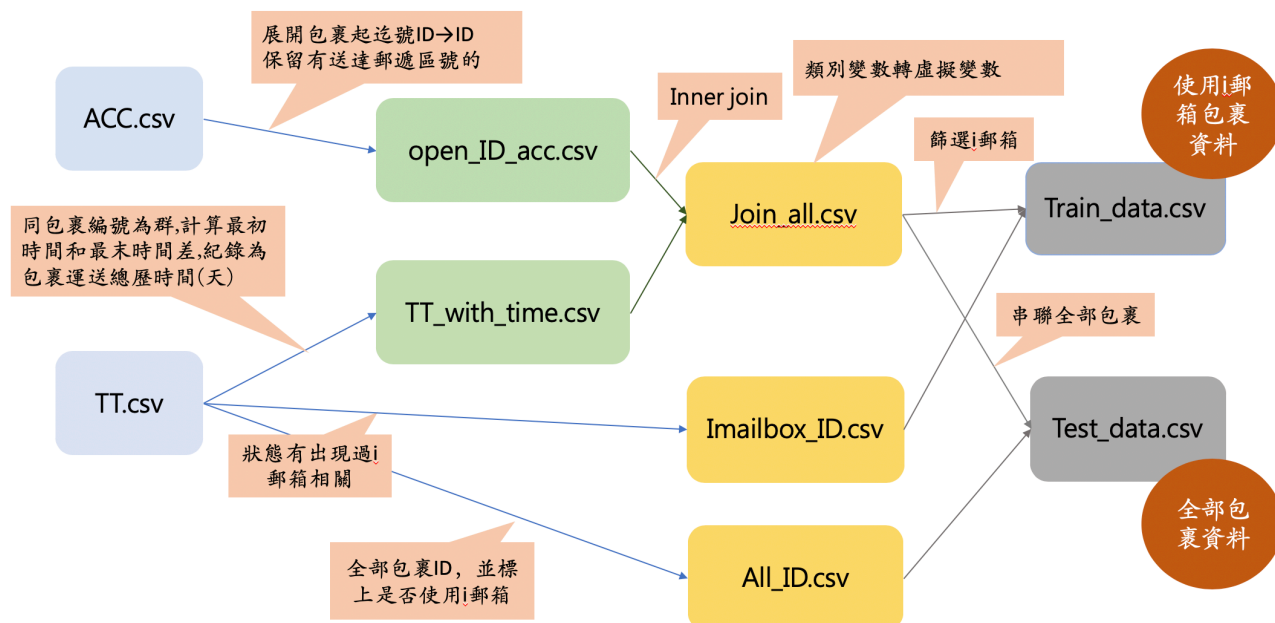 展開包裹起迄號ID→ID
保留有送達郵遞區號的
類別變數轉虛擬變數
使用i郵
箱包裹
資料
ACC.csv
Inner join
篩選i郵箱
open_ID_acc.csv
Join_all.csv
Train_data.csv
同包裹編號為群,計算最初
時間和最末時間差,紀錄為
包裹運送總歷時間(天)
TT_with_time.csv
串聯全部包裹
TT.csv
Imailbox_ID.csv
Test_data.csv
狀態有出現過i
郵箱相關
全部包
裹資料
全部包裹ID，並標
上是否使用i郵箱
All_ID.csv